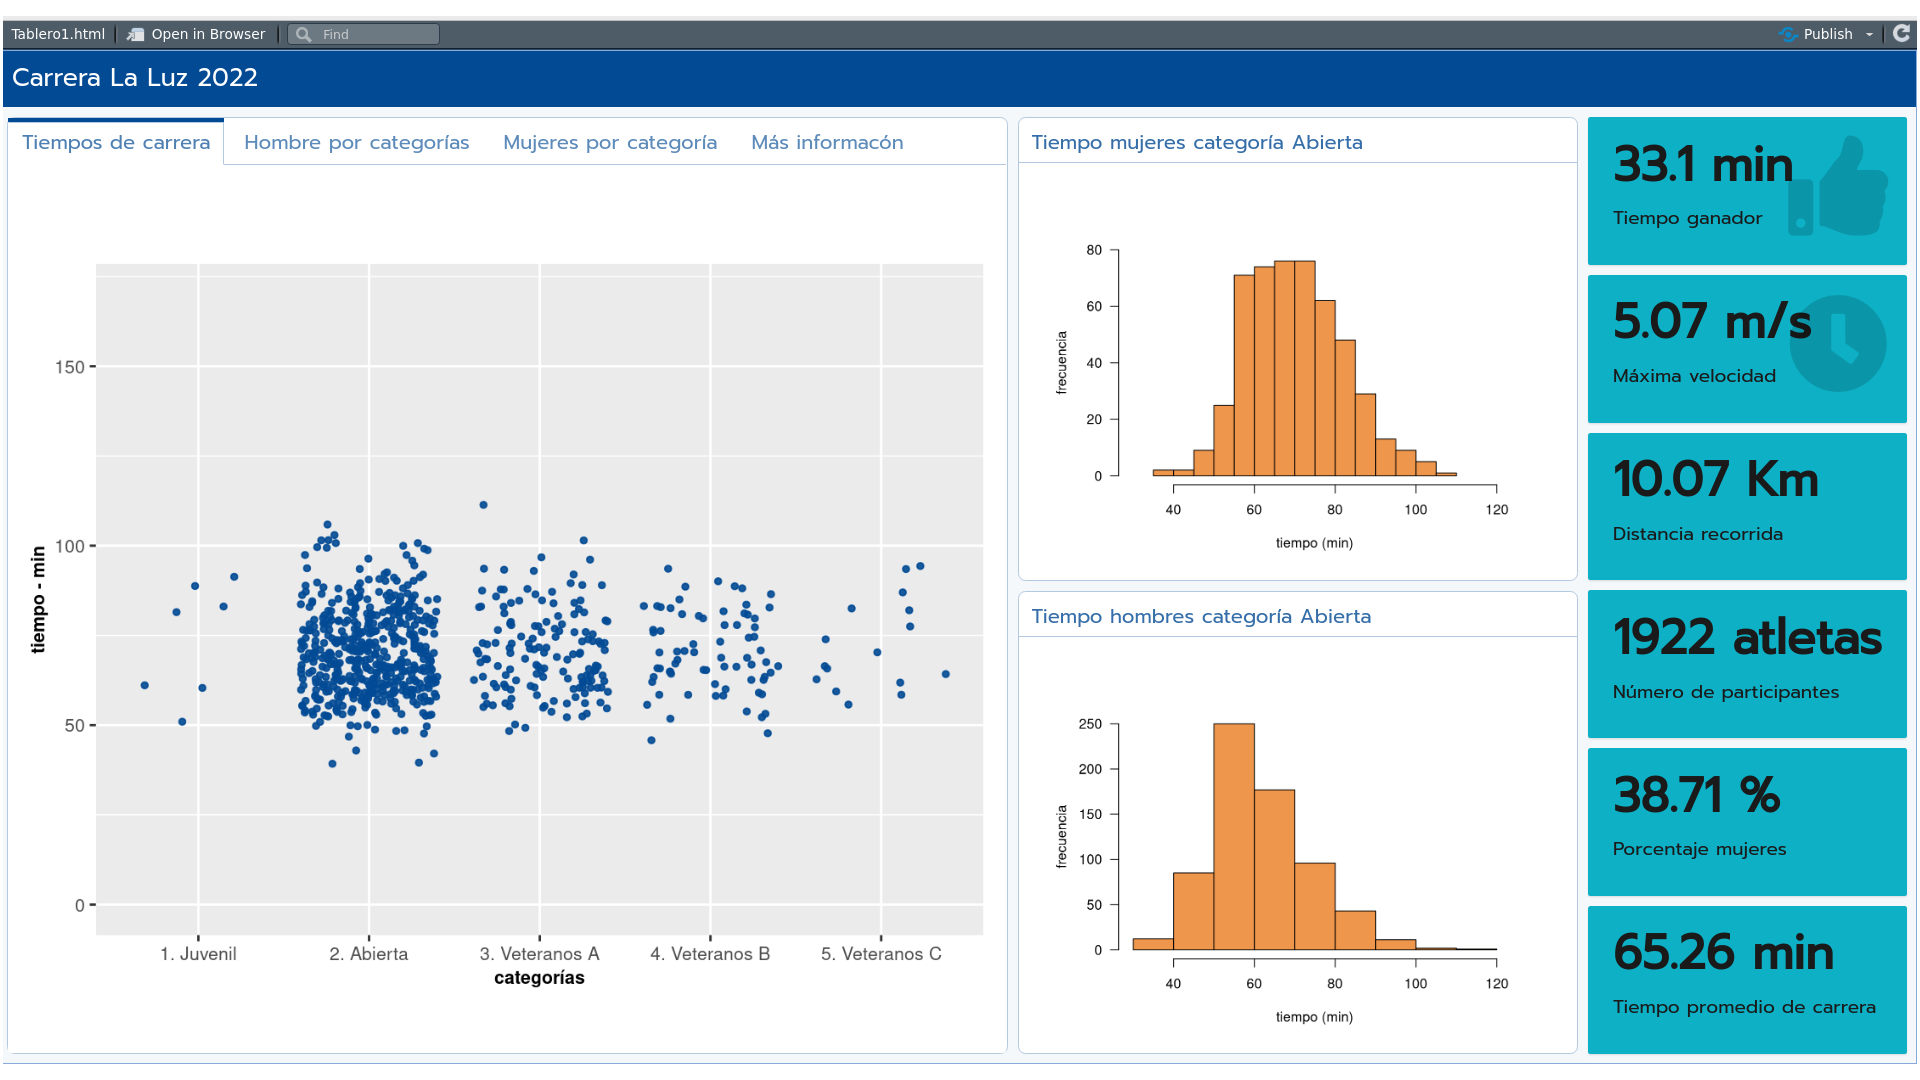 Tablero1.html Open in Browser Find Publish
Carrera La Luz 2022
Tiempos de carrera Hombre por categorías Mujeres por categoría Más informacón
150
100
50
0
tiempo - min
1. Juvenil 2. Abierta 3. Veteranos A 4. Veteranos B 5. Veteranos C
categorías
Tiempo mujeres categoría Abierta
80
60
40
20
0
frecuencia
40 60 80 100 120
tiempo (min)
Tiempo hombres categoría Abierta
250
200
150
100
50
0
frecuencia
40 60 80 100 120
tiempo (min)
33.1 min
Tiempo ganador
5.07 m/s
Máxima velocidad
10.07 Km
Distancia recorrida
1922 atletas
Número de participantes
38.71 %
Porcentaje mujeres
65.26 min
Tiempo promedio de carrera